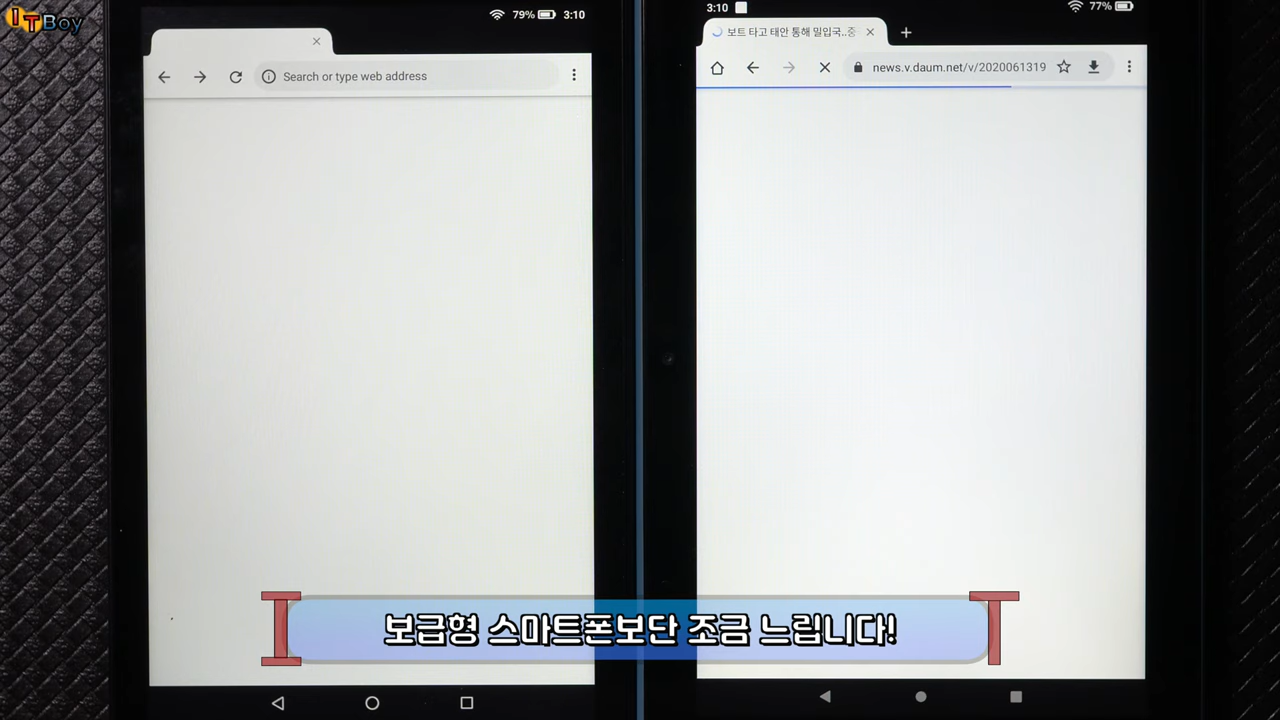 ITBoy
79% 3:10
Search or type web address
3:10 77%
보트 타고 태안 통해 밀입국..중
news.v.daum.net/v/2020061319
I 보급형 스마트폰보단 조금 느립니다! T